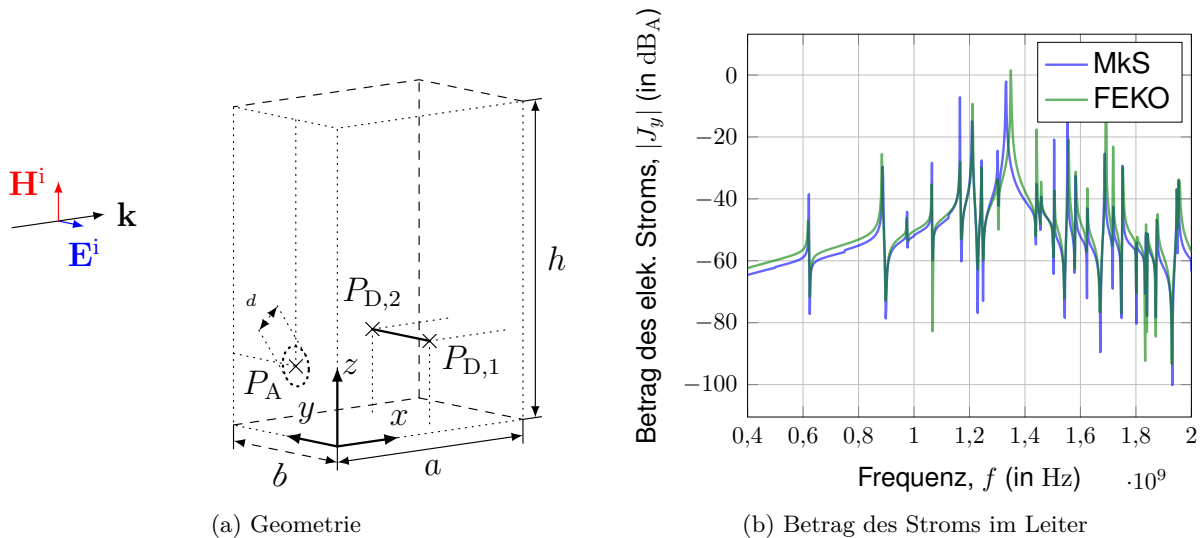 H^i
k
E^i
d
P_A
P_D,2
P_D,1
z
y
x
h
b
a
(a) Geometrie
Betrag des elek. Stroms, |J_y| (in dB_A)
0
−20
−40
−60
−80
−100
MkS
FEKO
0,4 0,6 0,8 1 1,2 1,4 1,6 1,8 2
Frequenz, f (in Hz) ·10^9
(b) Betrag des Stroms im Leiter